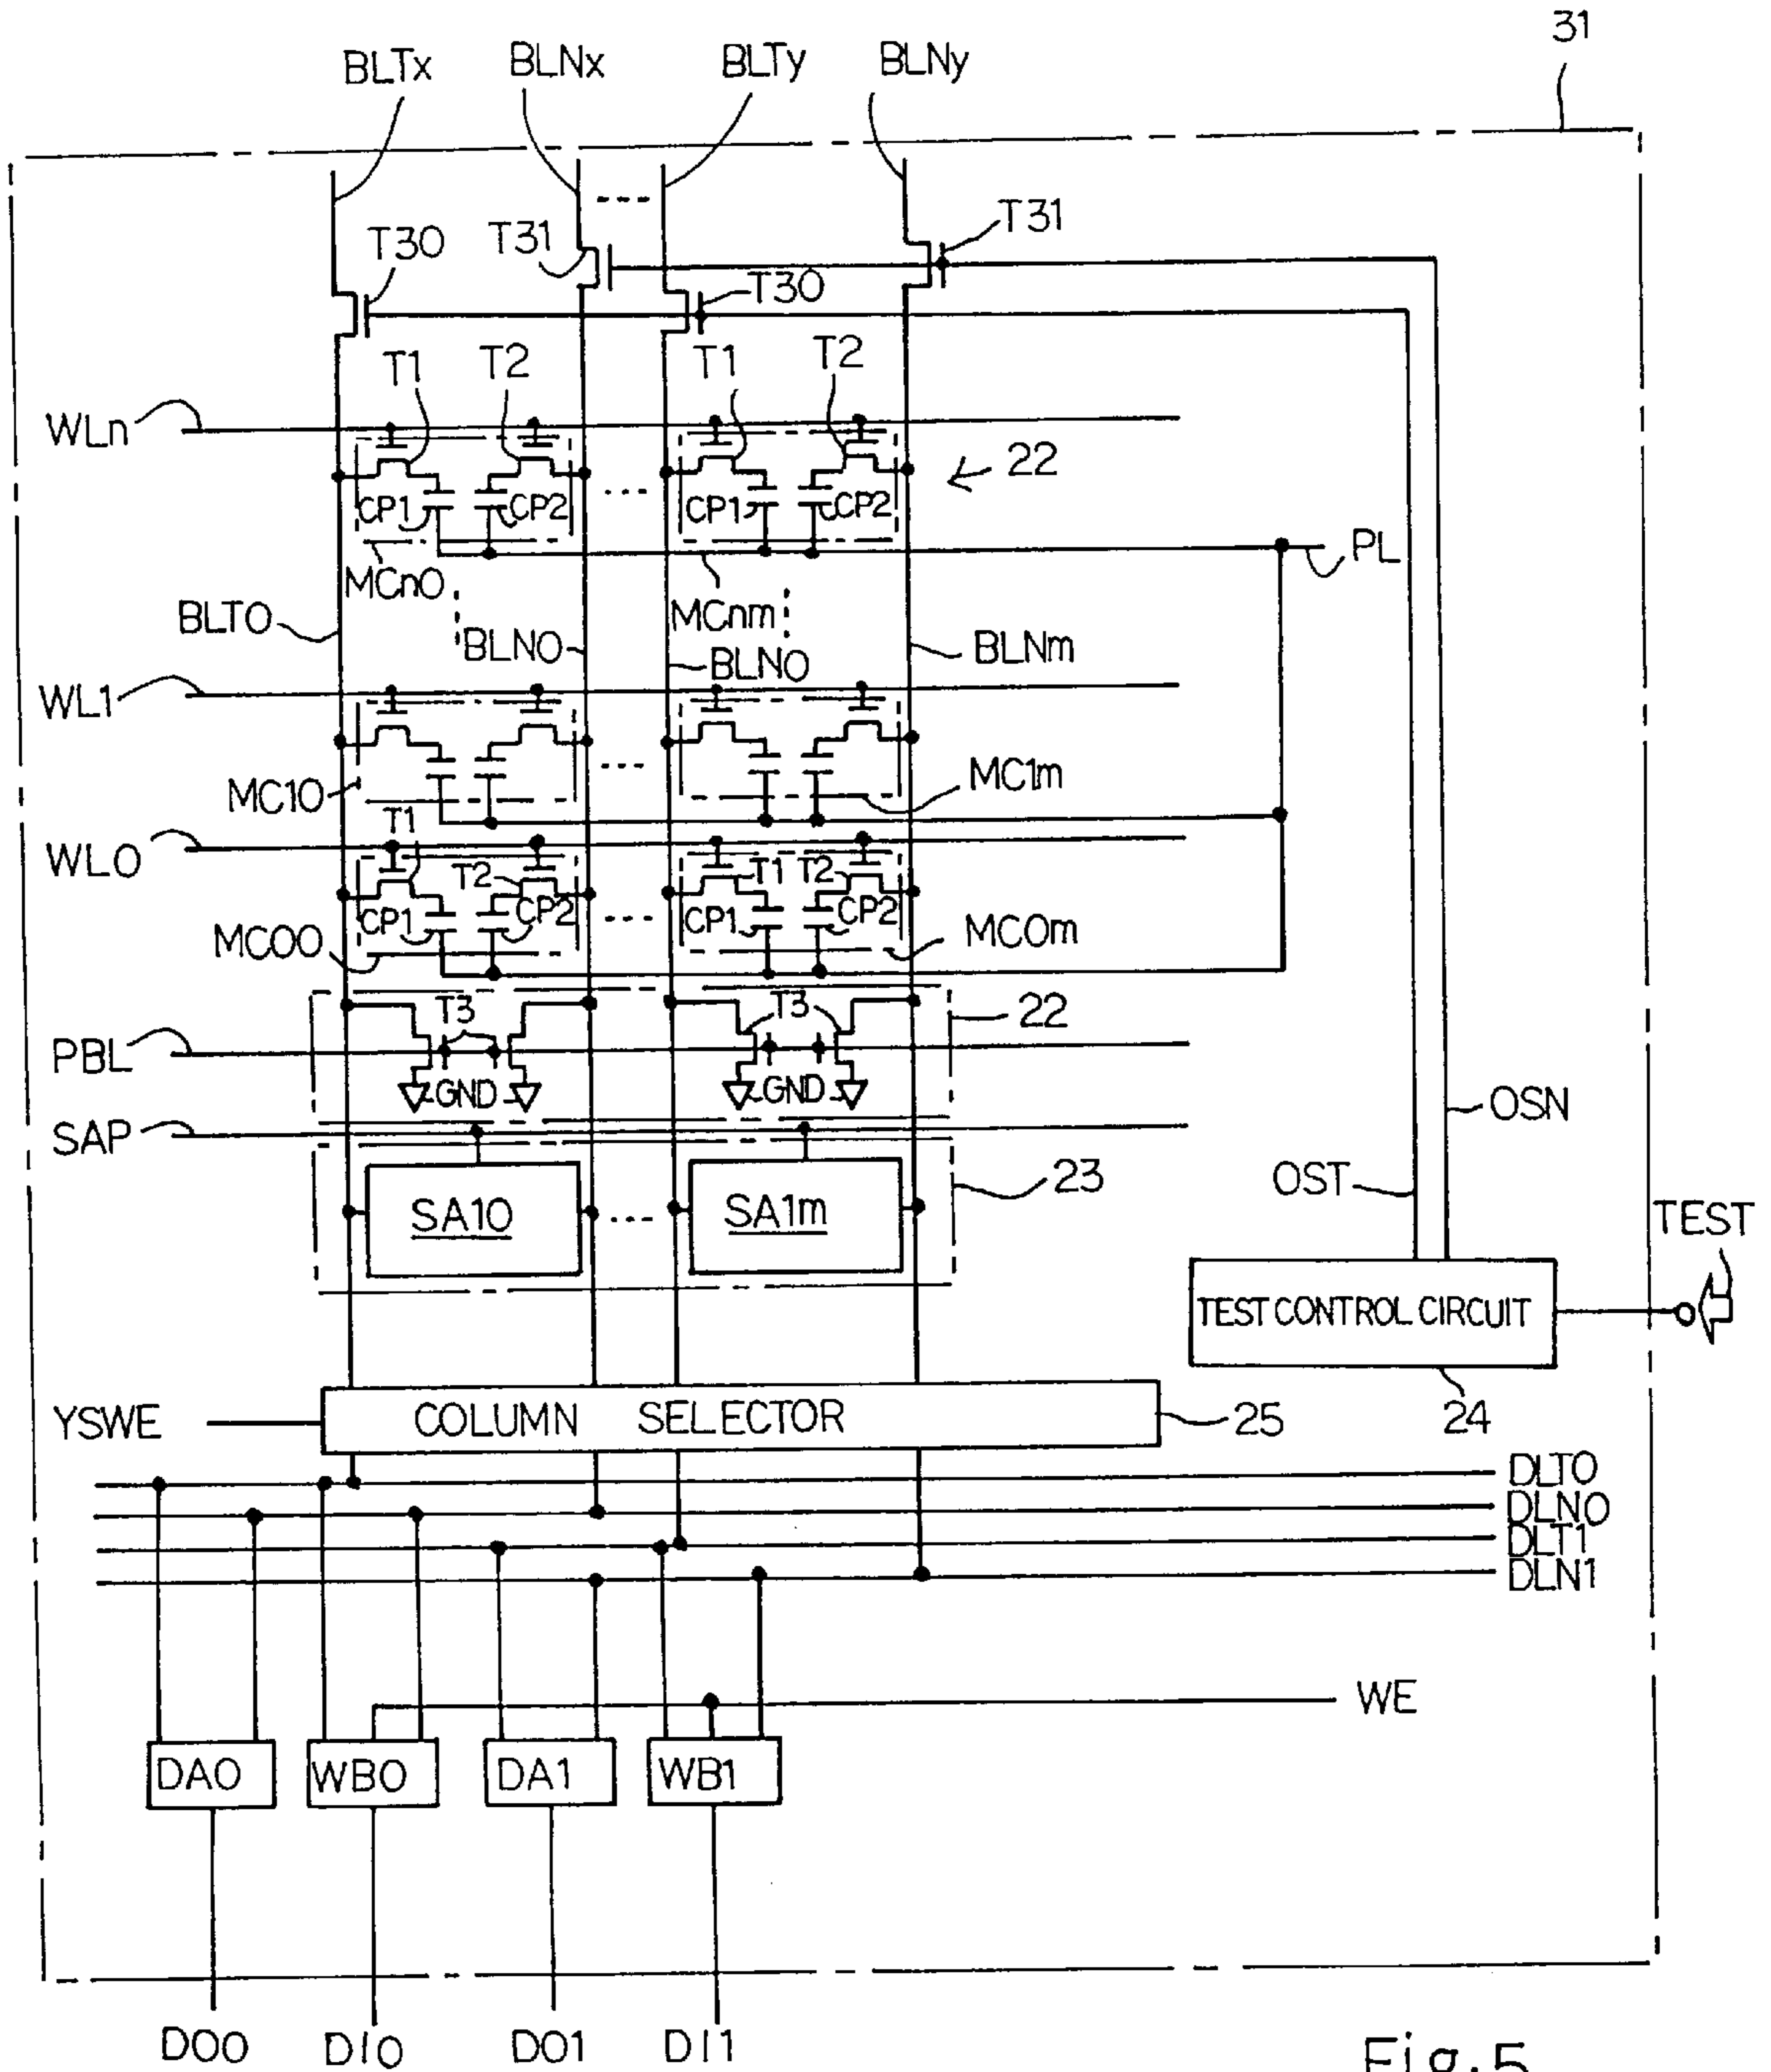 31
BLTx BLNx BLTy BLNy
T30 T31 T31
T30
T1 T2 T1 T2
WLn
22
CP1 CP2 CP1 CP2
PL
MCn0
MCnm
BLT0
BLN0 BLNm
BLN0
WL1
MC10 MC1m
T1
WL0
T2 T1 T2
CP1 CP2 CP1 CP2
MC00 MC0m
T3 T3 22
PBL
GND GND
OSN
SAP
OST
23
SA10 SA1m
TEST
TEST CONTROL CIRCUIT
YSWE COLUMN SELECTOR 25 24
DLT0
DLN0
DLT1
DLN1
WE
DA0 WB0 DA1 WB1
DO0 DI0 DO1 DI1
Fig.5